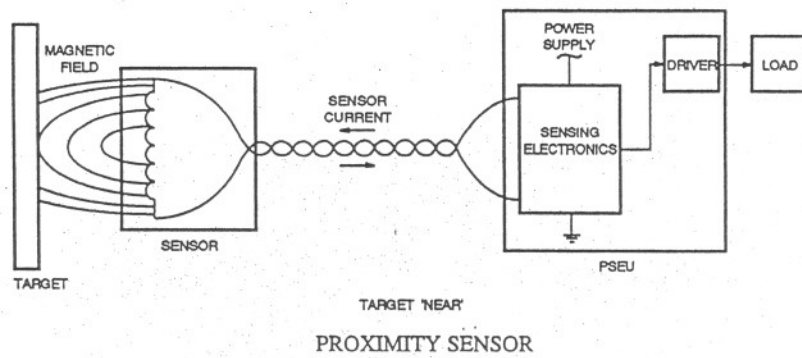 MAGNETIC
FIELD
SENSOR
TARGET
SENSOR
CURRENT
POWER
SUPPLY
SENSING
ELECTRONICS
DRIVER
LOAD
PSEU
TARGET 'NEAR'
PROXIMITY SENSOR